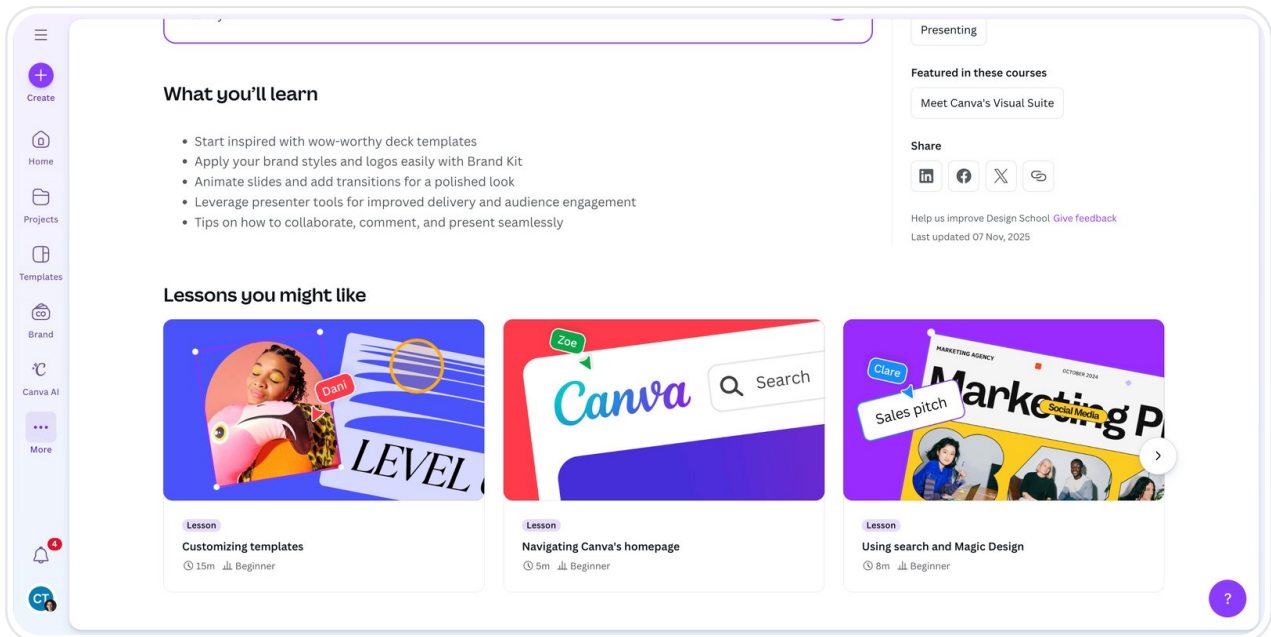 Create
Home
Projects
Templates
Brand
Canva AI
More
4
CT
What you'll learn
Start inspired with wow-worthy deck templates
Apply your brand styles and logos easily with Brand Kit
Animate slides and add transitions for a polished look
Leverage presenter tools for improved delivery and audience engagement
Tips on how to collaborate, comment, and present seamlessly
Presenting
Featured in these courses
Meet Canva's Visual Suite
Share
Help us improve Design School Give feedback
Last updated 07 Nov, 2025
Lessons you might like
Dani
LEVEL
Lesson
Customizing templates
15m Beginner
Zoe
Canva
Search
Lesson
Navigating Canva's homepage
5m Beginner
MARKETING AGENCY
OCTOBER 2024
Clare
Marketing P
Sales pitch
Social Media
Lesson
Using search and Magic Design
8m Beginner
?